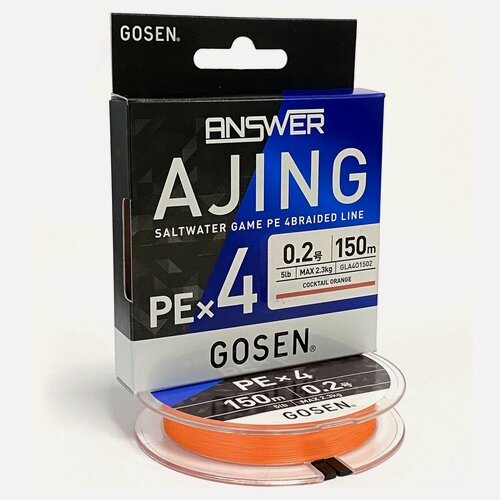 GOSEN®
ANSWER
AJING
SALTWATER GAME PE 4BRAIDED LINE
PE×4
0.2号 150m
5lb MAX 2.3kg GLA401502
COCKTAIL ORANGE
GOSEN®
PE×4
150m 0.2号
5lb MAX 2.3kg
GOSEN®